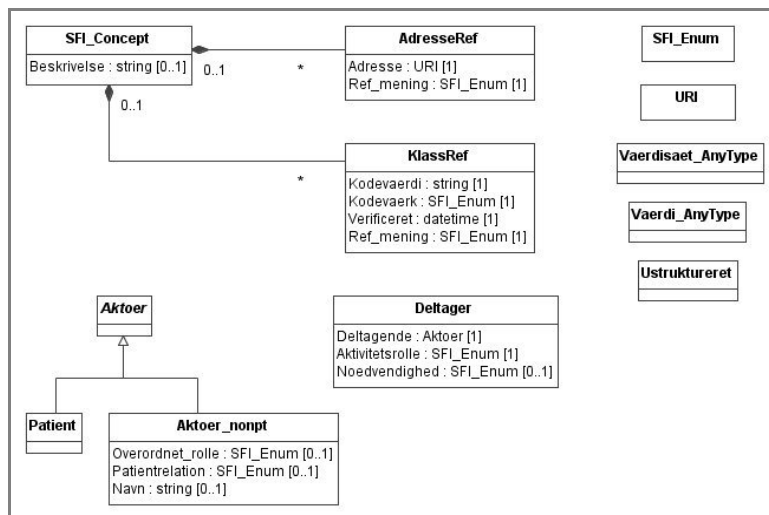 SFI_Concept
Beskrivelse : string [0..1]
0..1
*
AdresseRef
Adresse : URI [1]
Ref_mening : SFI_Enum [1]
SFI_Enum
URI
0..1
*
KlassRef
Kodevaerdi : string [1]
Kodevaerk : SFI_Enum [1]
Verificeret : datetime [1]
Ref_mening : SFI_Enum [1]
Vaerdisaet_AnyType
Vaerdi_AnyType
Ustruktureret
Aktoer
Deltager
Deltagende : Aktoer [1]
Aktivitetsrolle : SFI_Enum [1]
Noedvendighed : SFI_Enum [0..1]
Patient
Aktoer_nonpt
Overordnet_rolle : SFI_Enum [0..1]
Patientrelation : SFI_Enum [0..1]
Navn : string [0..1]